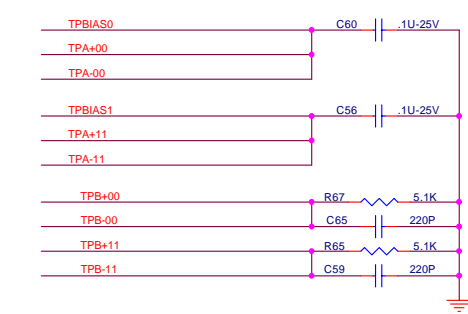 TPBIAS0 C60 .1U-25V
TPA+00
TPA-00
TPBIAS1 C56 .1U-25V
TPA+11
TPA-11
TPB+00 R67 5.1K
TPB-00 C65 220P
TPB+11 R65 5.1K
TPB-11 C59 220P